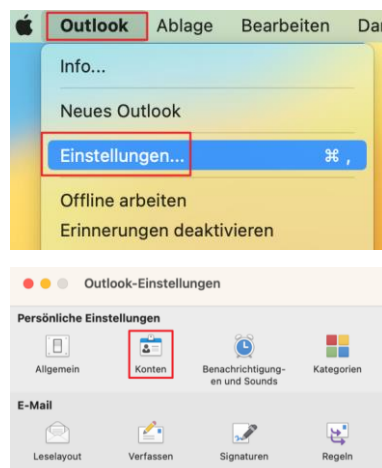 Outlook Ablage Bearbeiten
Info...
Neues Outlook
Einstellungen... ⌘ ,
Offline arbeiten
Erinnerungen deaktivieren
Outlook-Einstellungen
Persönliche Einstellungen
Allgemein Konten Benachrichtigung-
en und Sounds Kategorien
E-Mail
Leselayout Verfassen Signaturen Regeln